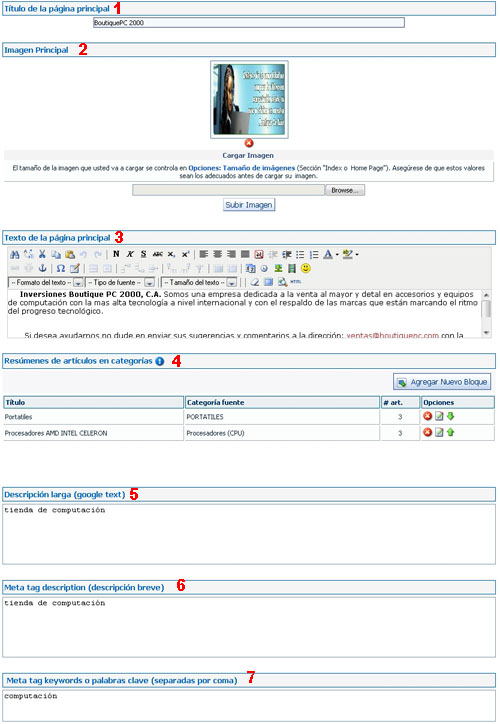 Título de la página principal 1
BoutiquePC 2000
Imagen Principal 2
Cargar Imagen
El tamaño de la imagen que usted va a cargar se controla en Opciones: Tamaño de imágenes (Sección "Index o Home Page"). Asegúrese de que estos valores
sean los adecuados antes de cargar su imagen.
Browse...
Subir Imagen
Texto de la página principal 3
N K S ABC X₂ X²
HTML
-- Formato del texto -- -- Tipo de fuente -- -- Tamaño del texto --
Inversiones Boutique PC 2000, C.A. Somos una empresa dedicada a la venta al mayor y detal en accesorios y equipos
de computación con la mas alta tecnología a nivel internacional y con el respaldo de las marcas que están marcando el ritmo
del progreso tecnológico.
Si desea ayudarnos no dude en enviar sus sugerencias y comentarios a la dirección: ventas@boutiquepc.com con la
Resúmenes de artículos en categorías 4
Agregar Nuevo Bloque
Título Categoría fuente # art. Opciones
Portatiles PORTATILES 3
Procesadores AMD INTEL CELERON Procesadores (CPU) 3
Descripción larga (google text) 5
tienda de computación
Meta tag description (descripción breve) 6
tienda de computación
Meta tag keywords o palabras clave (separadas por coma) 7
computación